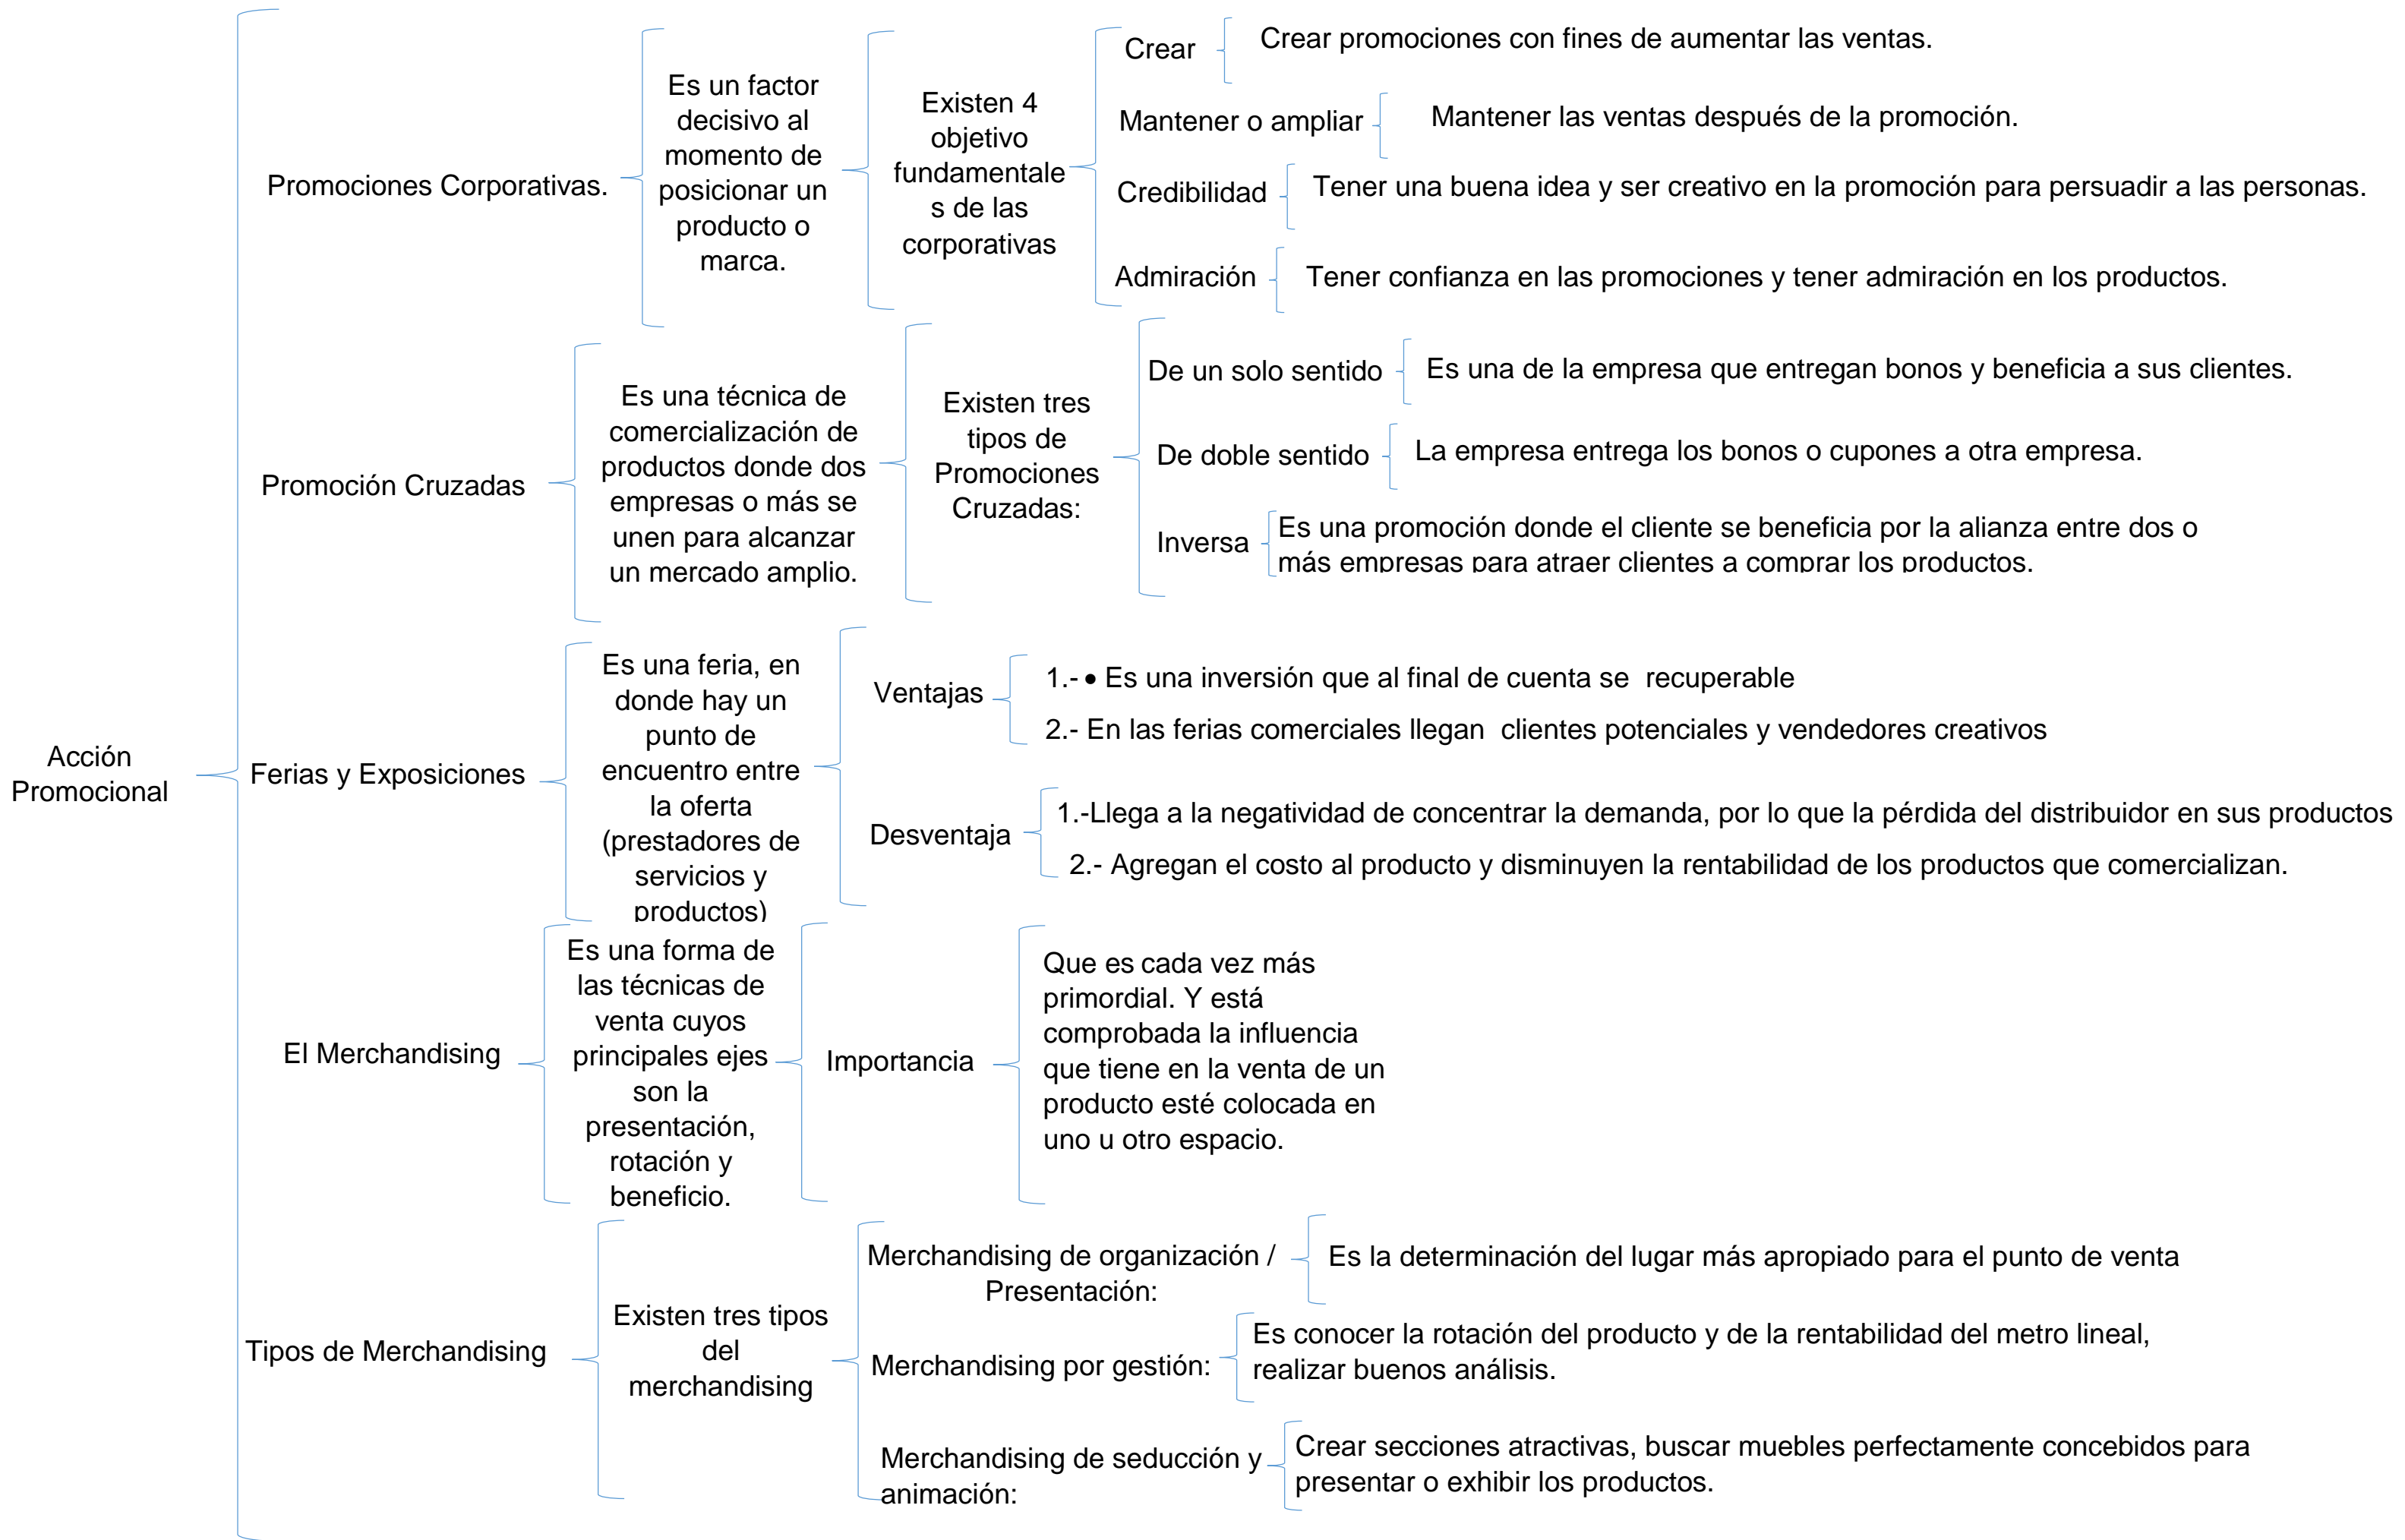 Acción
Promocional
Promociones Corporativas.
Es un factor
decisivo al
momento de
posicionar un
producto o
marca.
Existen 4
objetivo
fundamentale
s de las
corporativas
Crear
Crear promociones con fines de aumentar las ventas.
Mantener o ampliar
Mantener las ventas después de la promoción.
Credibilidad
Tener una buena idea y ser creativo en la promoción para persuadir a las personas.
Admiración
Tener confianza en las promociones y tener admiración en los productos.
Promoción Cruzadas
Es una técnica de
comercialización de
productos donde dos
empresas o más se
unen para alcanzar
un mercado amplio.
Existen tres
tipos de
Promociones
Cruzadas:
De un solo sentido
Es una de la empresa que entregan bonos y beneficia a sus clientes.
De doble sentido
La empresa entrega los bonos o cupones a otra empresa.
Inversa
Es una promoción donde el cliente se beneficia por la alianza entre dos o
más empresas para atraer clientes a comprar los productos.
Ferias y Exposiciones
Es una feria, en
donde hay un
punto de
encuentro entre
la oferta
(prestadores de
servicios y
productos)
Ventajas
1.- • Es una inversión que al final de cuenta se  recuperable
2.- En las ferias comerciales llegan  clientes potenciales y vendedores creativos
Desventaja
1.-Llega a la negatividad de concentrar la demanda, por lo que la pérdida del distribuidor en sus productos
2.- Agregan el costo al producto y disminuyen la rentabilidad de los productos que comercializan.
El Merchandising
Es una forma de
las técnicas de
venta cuyos
principales ejes
son la
presentación,
rotación y
beneficio.
Importancia
Que es cada vez más
primordial. Y está
comprobada la influencia
que tiene en la venta de un
producto esté colocada en
uno u otro espacio.
Tipos de Merchandising
Existen tres tipos
del
merchandising
Merchandising de organización /
Presentación:
Es la determinación del lugar más apropiado para el punto de venta
Merchandising por gestión:
Es conocer la rotación del producto y de la rentabilidad del metro lineal,
realizar buenos análisis.
Merchandising de seducción y
animación:
Crear secciones atractivas, buscar muebles perfectamente concebidos para
presentar o exhibir los productos.